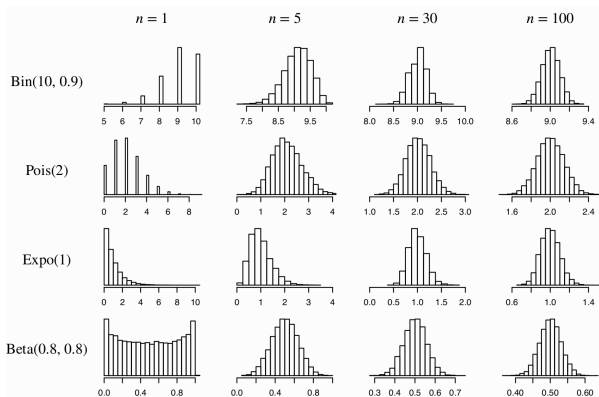 n = 1 n = 5 n = 30 n = 100
Bin(10, 0.9)
5 6 7 8 9 10 7.5 8.5 9.5 8.0 8.5 9.0 9.5 10.0 8.6 9.0 9.4
Pois(2)
0 2 4 6 8 0 1 2 3 4 1.0 1.5 2.0 2.5 3.0 1.6 2.0 2.4
Expo(1)
0 2 4 6 8 10 0 1 2 3 4 0.0 0.5 1.0 1.5 2.0 0.6 1.0 1.4
Beta(0.8, 0.8)
0.0 0.4 0.8 0.0 0.4 0.8 0.3 0.4 0.5 0.6 0.7 0.40 0.50 0.60